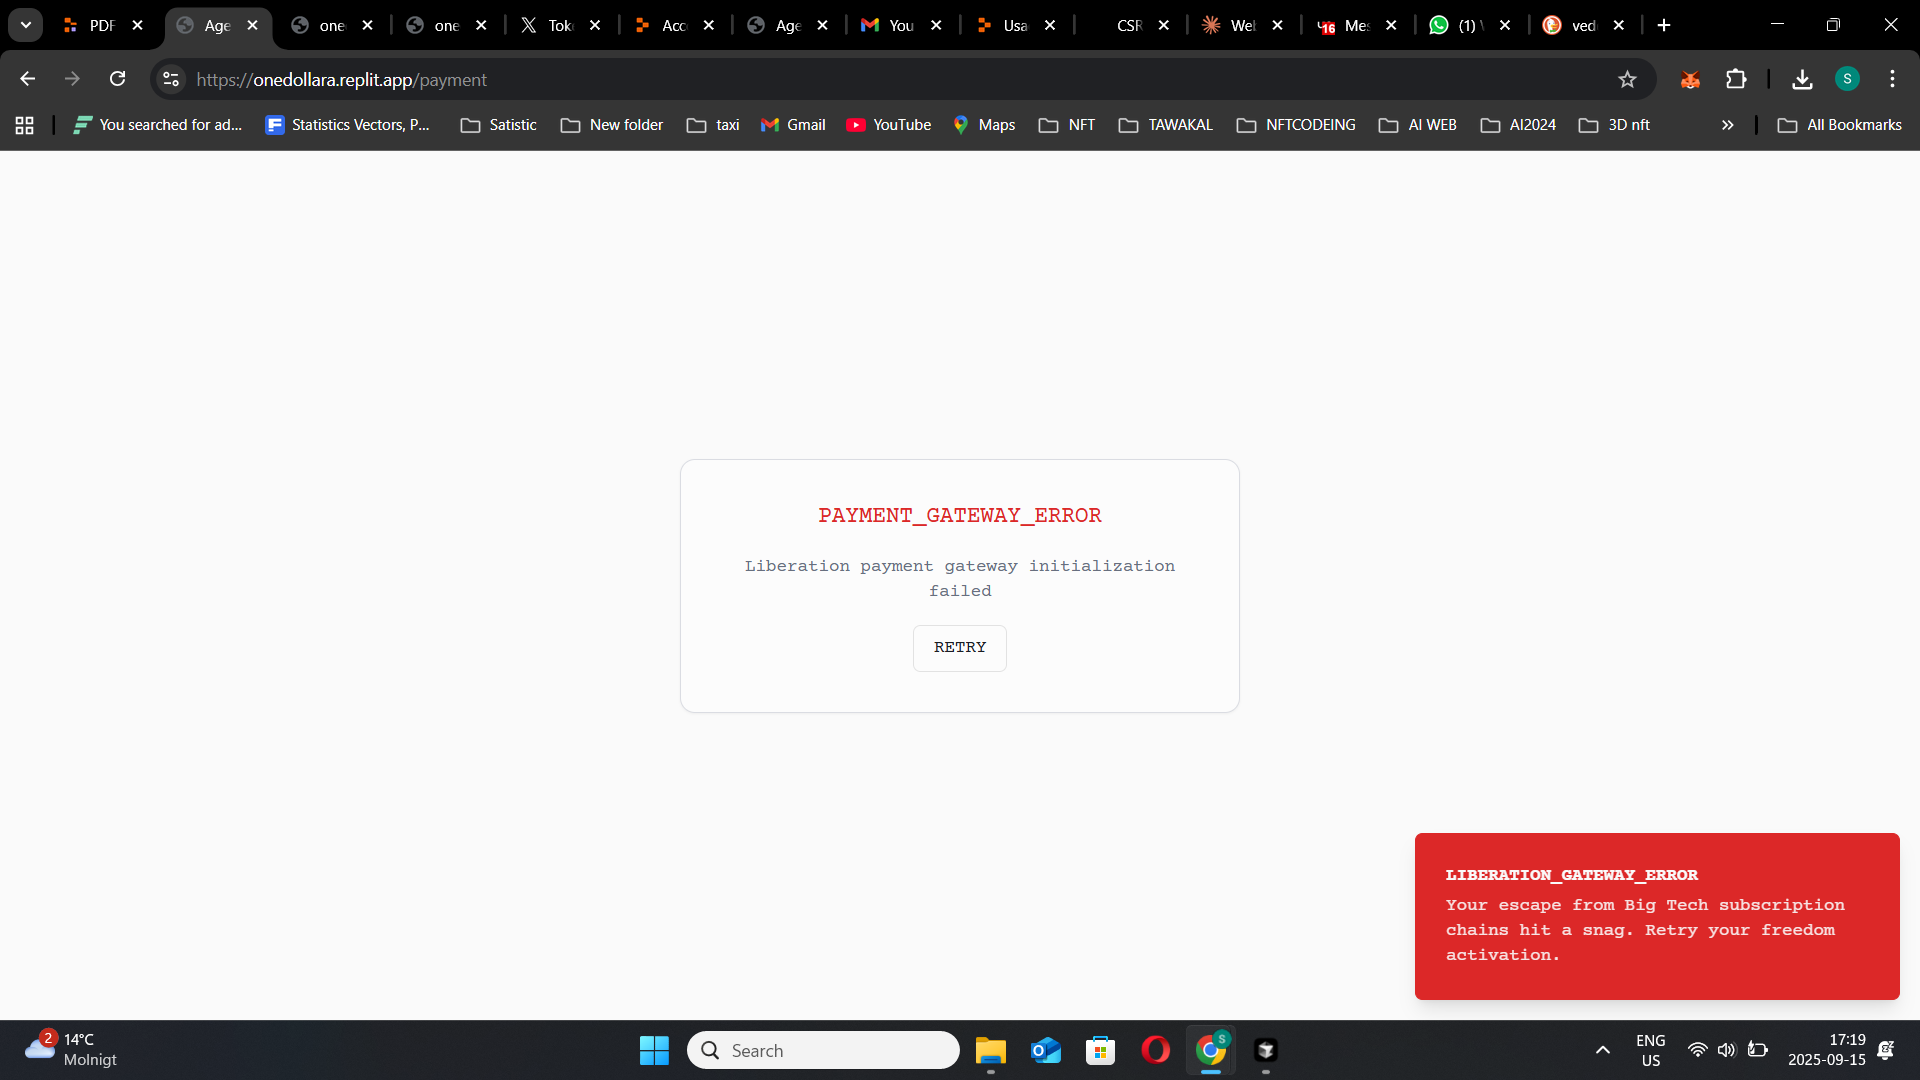 PDF
Age
one
one
Tok
Acc
Age
You
Usa
CSR
We
16
Mes
(1)
ved
https://onedollara.replit.app/payment
S
You searched for ad...
Statistics Vectors, P...
Satistic
New folder
taxi
Gmail
YouTube
Maps
NFT
TAWAKAL
NFTCODEING
AI WEB
AI2024
3D nft
All Bookmarks
PAYMENT_GATEWAY_ERROR
Liberation payment gateway initialization
failed
RETRY
LIBERATION_GATEWAY_ERROR
Your escape from Big Tech subscription
chains hit a snag. Retry your freedom
activation.
2
14°C
Molnigt
Search
S
ENG
US
17:19
2025-09-15